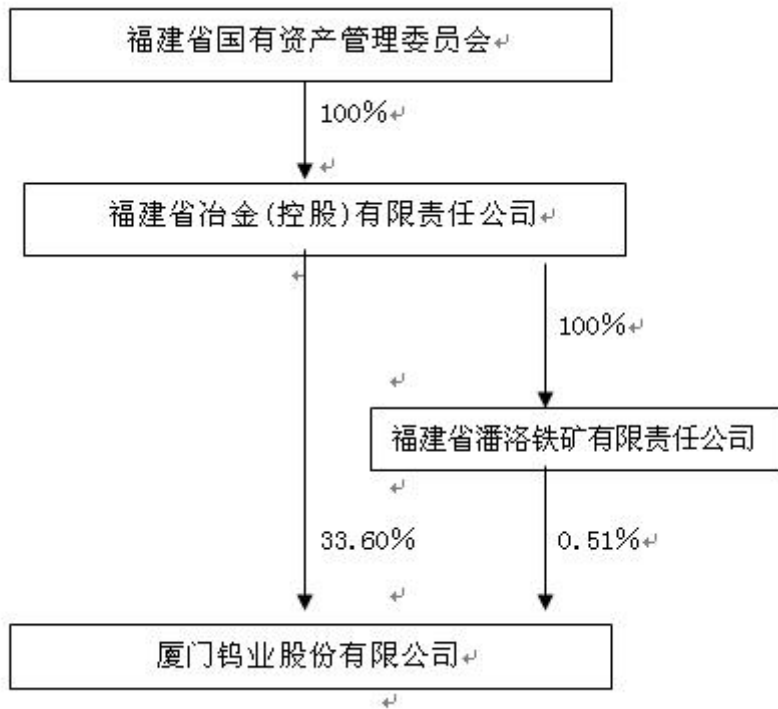 福建省国有资产管理委员会
100%
福建省冶金(控股)有限责任公司
100%
福建省潘洛铁矿有限责任公司
33.60%
0.51%
厦门钨业股份有限公司